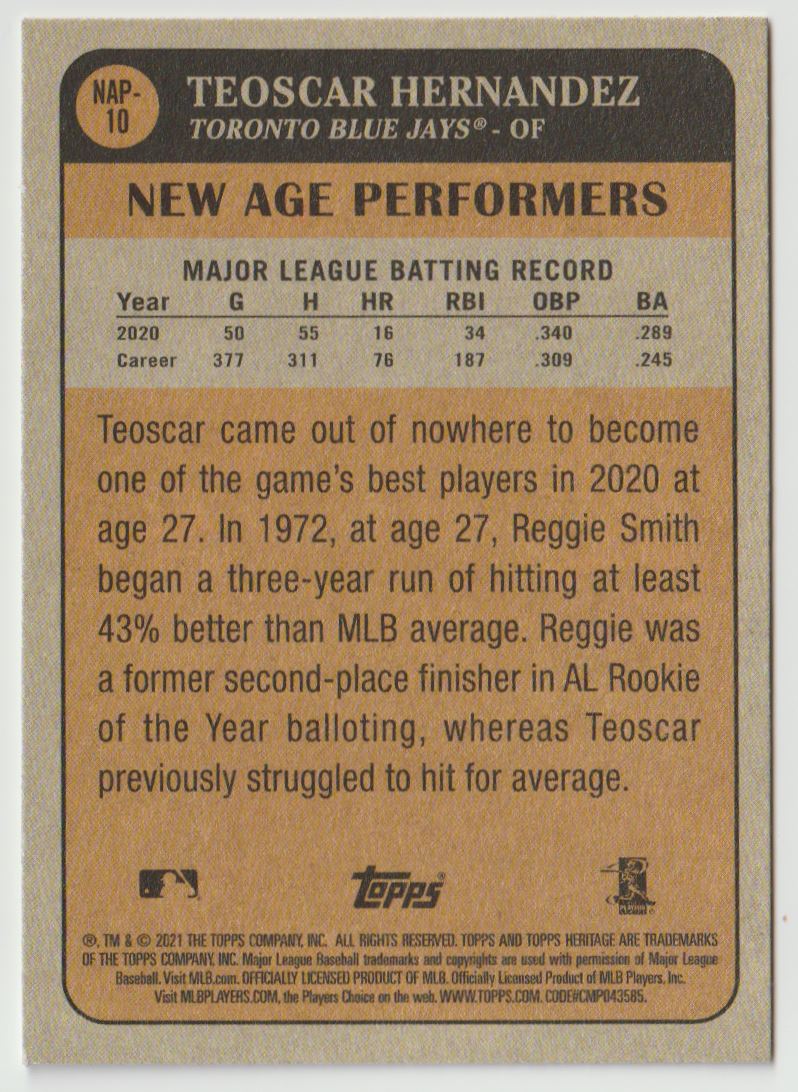 NAP-
10
TEOSCAR HERNANDEZ
TORONTO BLUE JAYS® - OF
NEW AGE PERFORMERS
MAJOR LEAGUE BATTING RECORD
Year G H HR RBI OBP BA
2020 50 55 16 34 .340 .289
Career 377 311 76 187 .309 .245
Teoscar came out of nowhere to become
one of the game's best players in 2020 at
age 27. In 1972, at age 27, Reggie Smith
began a three-year run of hitting at least
43% better than MLB average. Reggie was
a former second-place finisher in AL Rookie
of the Year balloting, whereas Teoscar
previously struggled to hit for average.
topps®
®, TM & © 2021 THE TOPPS COMPANY, INC. ALL RIGHTS RESERVED. TOPPS AND TOPPS HERITAGE ARE TRADEMARKS
OF THE TOPPS COMPANY, INC. Major League Baseball trademarks and copyrights are used with permission of Major League
Baseball. Visit MLB.com. OFFICIALLY LICENSED PRODUCT OF MLB. Officially Licensed Product of MLB Players, Inc.
Visit MLBPLAYERS.COM, the Players Choice on the web. WWW.TOPPS.COM. CODE#CMP043585.